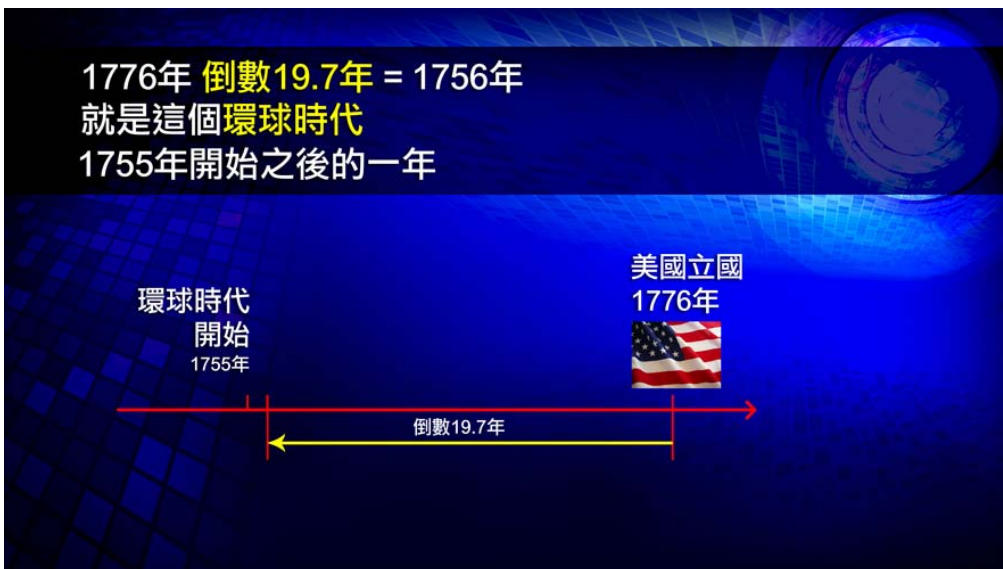 1776年 倒數19.7年 = 1756年
就是這個環球時代
1755年開始之後的一年
環球時代
開始
1755年
美國立國
1776年
倒數19.7年